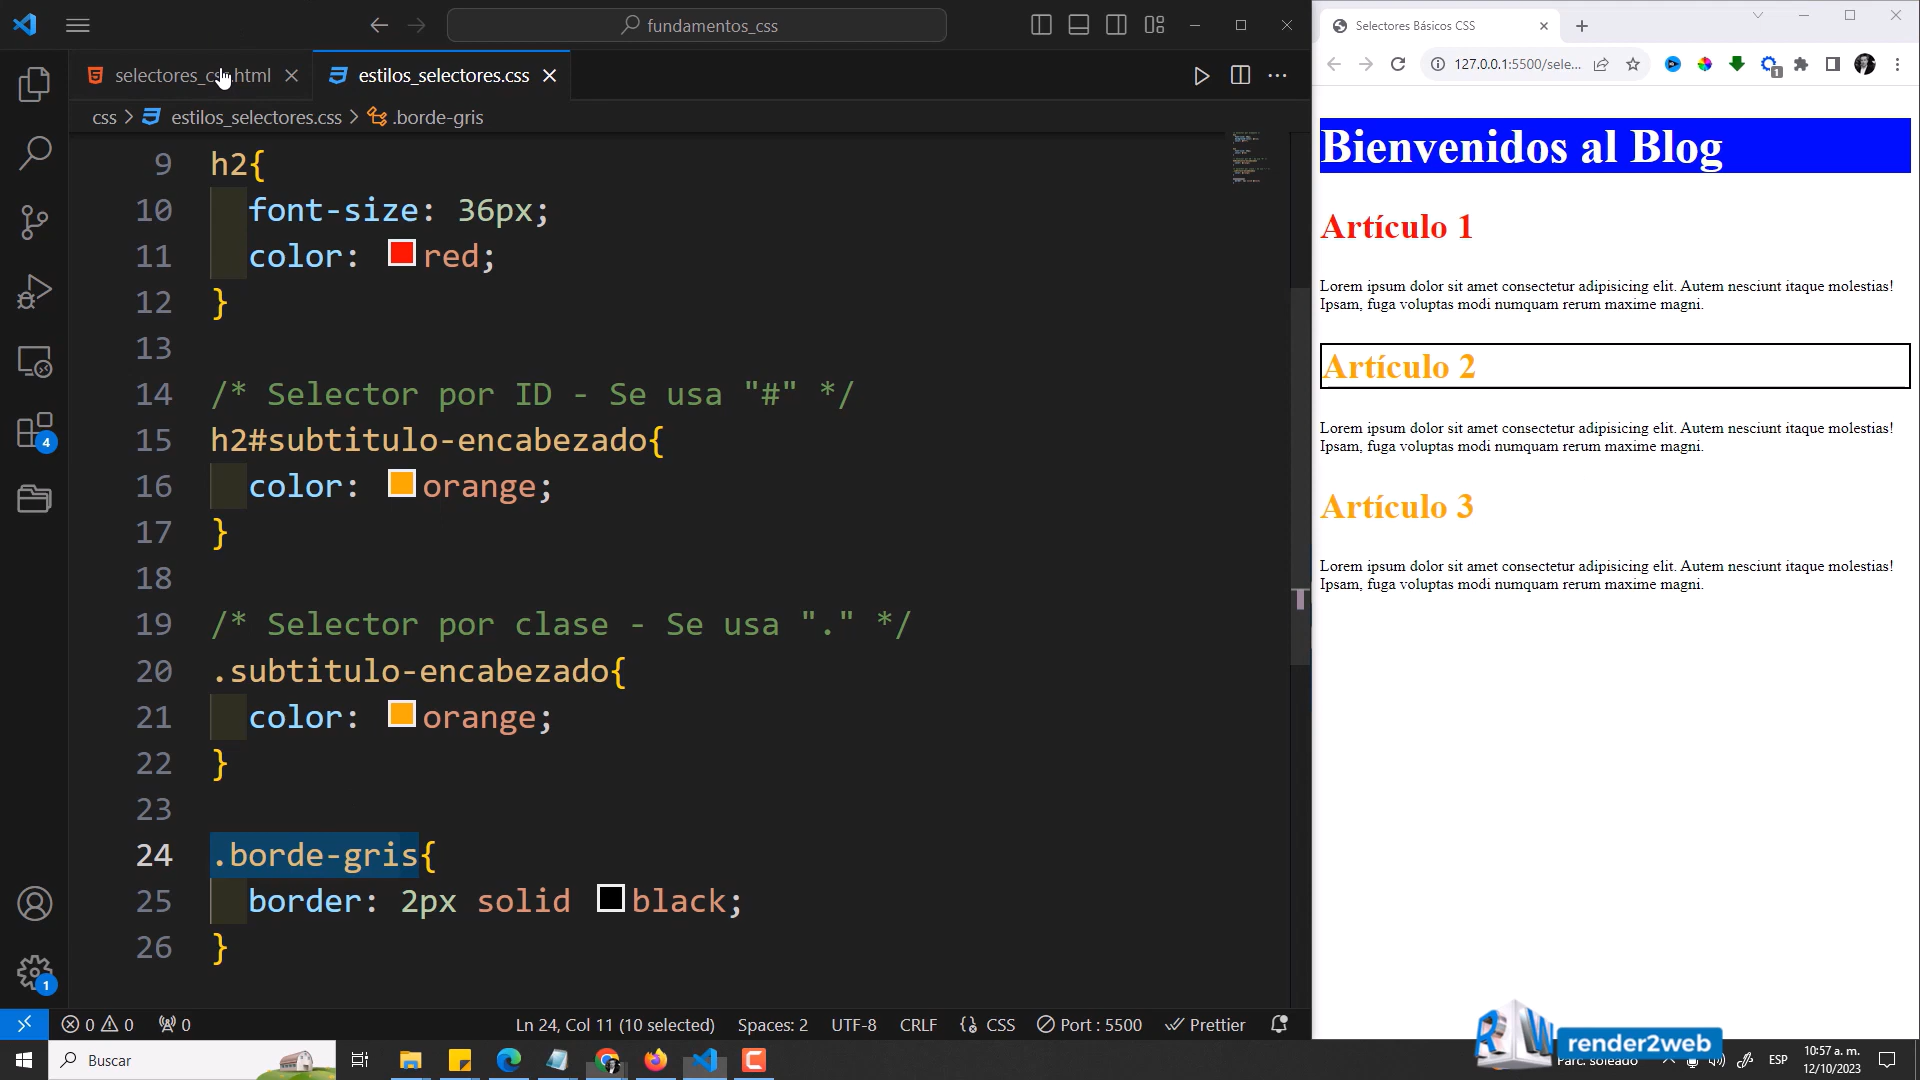 fundamentos_css
selectores_css.html
estilos_selectores.css
css > estilos_selectores.css > .borde-gris
9 h2{
10 font-size: 36px;
11 color: red;
12 }
13
14 /* Selector por ID - Se usa "#" */
15 h2#subtitulo-encabezado{
16 color: orange;
17 }
18
19 /* Selector por clase - Se usa "." */
20 .subtitulo-encabezado{
21 color: orange;
22 }
23
24 .borde-gris{
25 border: 2px solid black;
26 }
4
1
0 0 0
Ln 24, Col 11 (10 selected)
Spaces: 2
UTF-8
CRLF
CSS
Port : 5500
Prettier
Selectores Básicos CSS
127.0.0.1:5500/sele...
1
Bienvenidos al Blog
Artículo 1
Lorem ipsum dolor sit amet consectetur adipisicing elit. Autem nesciunt itaque molestias!
Ipsam, fuga voluptas modi numquam rerum maxime magni.
Artículo 2
Lorem ipsum dolor sit amet consectetur adipisicing elit. Autem nesciunt itaque molestias!
Ipsam, fuga voluptas modi numquam rerum maxime magni.
Artículo 3
Lorem ipsum dolor sit amet consectetur adipisicing elit. Autem nesciunt itaque molestias!
Ipsam, fuga voluptas modi numquam rerum maxime magni.
render2web
Buscar
Parc. soleado
ESP
10:57 a. m.
12/10/2023